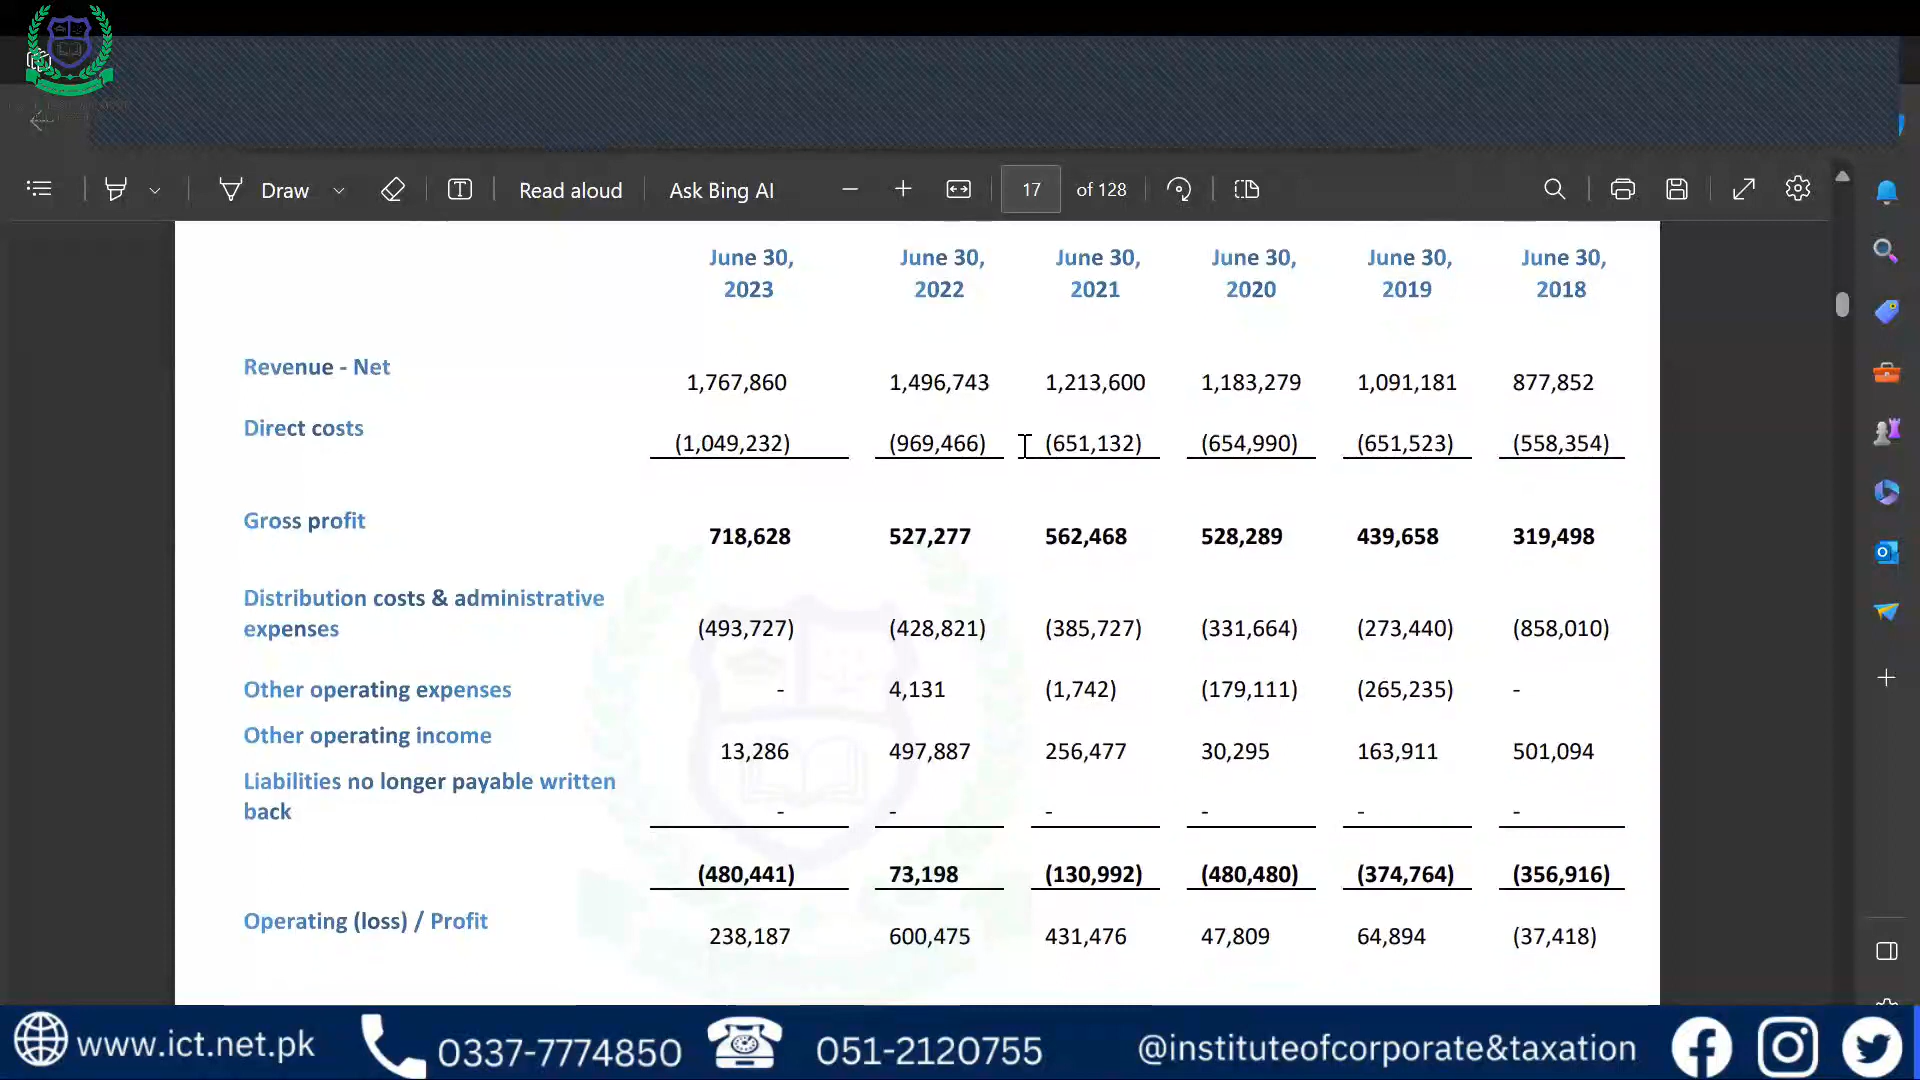 Draw
Read aloud
Ask Bing AI
17
of 128
June 30, June 30, June 30, June 30, June 30, June 30,
2023 2022 2021 2020 2019 2018
Revenue - Net
1,767,860 1,496,743 1,213,600 1,183,279 1,091,181 877,852
Direct costs
(1,049,232) (969,466) (651,132) (654,990) (651,523) (558,354)
Gross profit
718,628 527,277 562,468 528,289 439,658 319,498
Distribution costs & administrative
expenses
(493,727) (428,821) (385,727) (331,664) (273,440) (858,010)
Other operating expenses - 4,131 (1,742) (179,111) (265,235) -
Other operating income
13,286 497,887 256,477 30,295 163,911 501,094
Liabilities no longer payable written
back - - - - - -
(480,441) 73,198 (130,992) (480,480) (374,764) (356,916)
Operating (loss) / Profit
238,187 600,475 431,476 47,809 64,894 (37,418)
www.ict.net.pk 0337-7774850 051-2120755 @instituteofcorporate&taxation